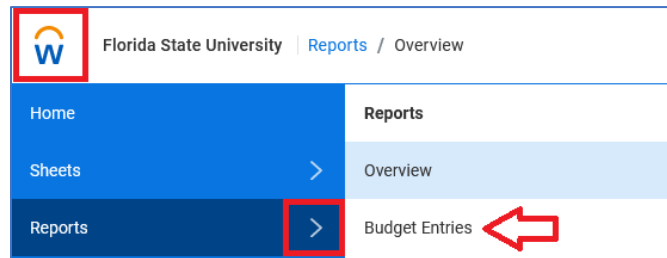 W
Florida State University Reports / Overview
Home
Reports
Sheets
Overview
Reports
Budget Entries